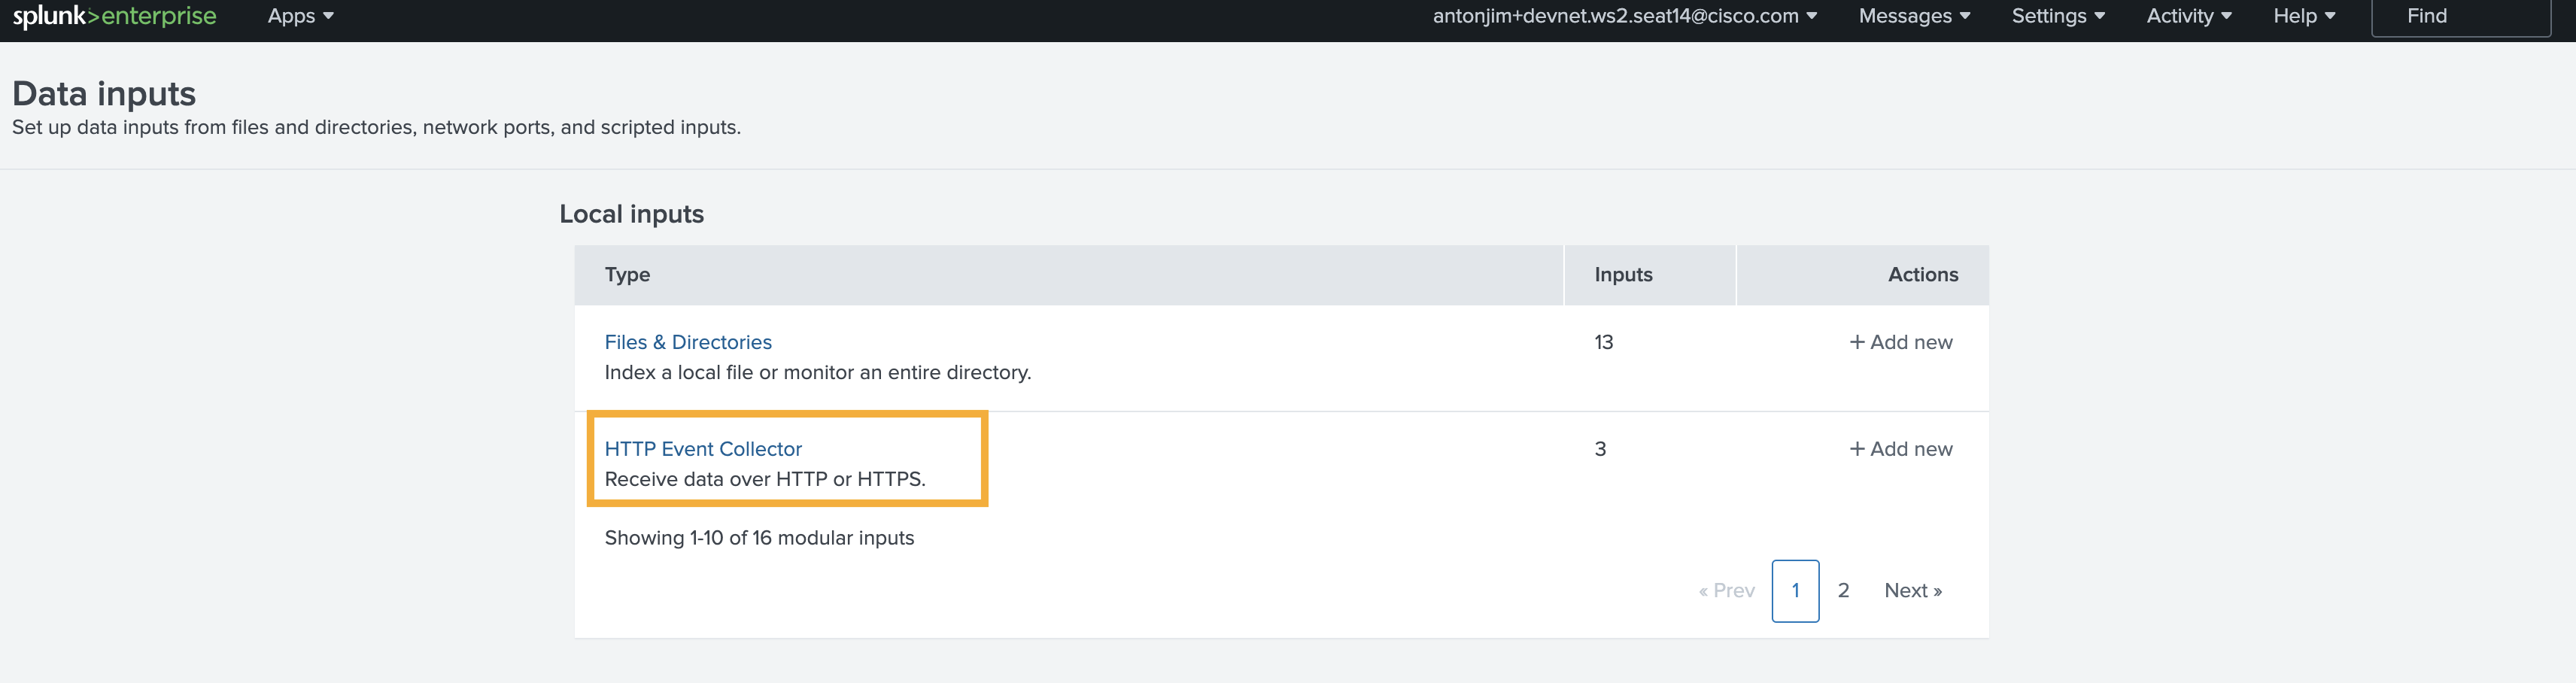 splunk>enterprise Apps antonjim+devnet.ws2.seat14@cisco.com Messages Settings Activity Help Find
Data inputs
Set up data inputs from files and directories, network ports, and scripted inputs.
Local inputs
Type Inputs Actions
Files & Directories 13 + Add new
Index a local file or monitor an entire directory.
HTTP Event Collector 3 + Add new
Receive data over HTTP or HTTPS.
Showing 1-10 of 16 modular inputs
« Prev 1 2 Next »